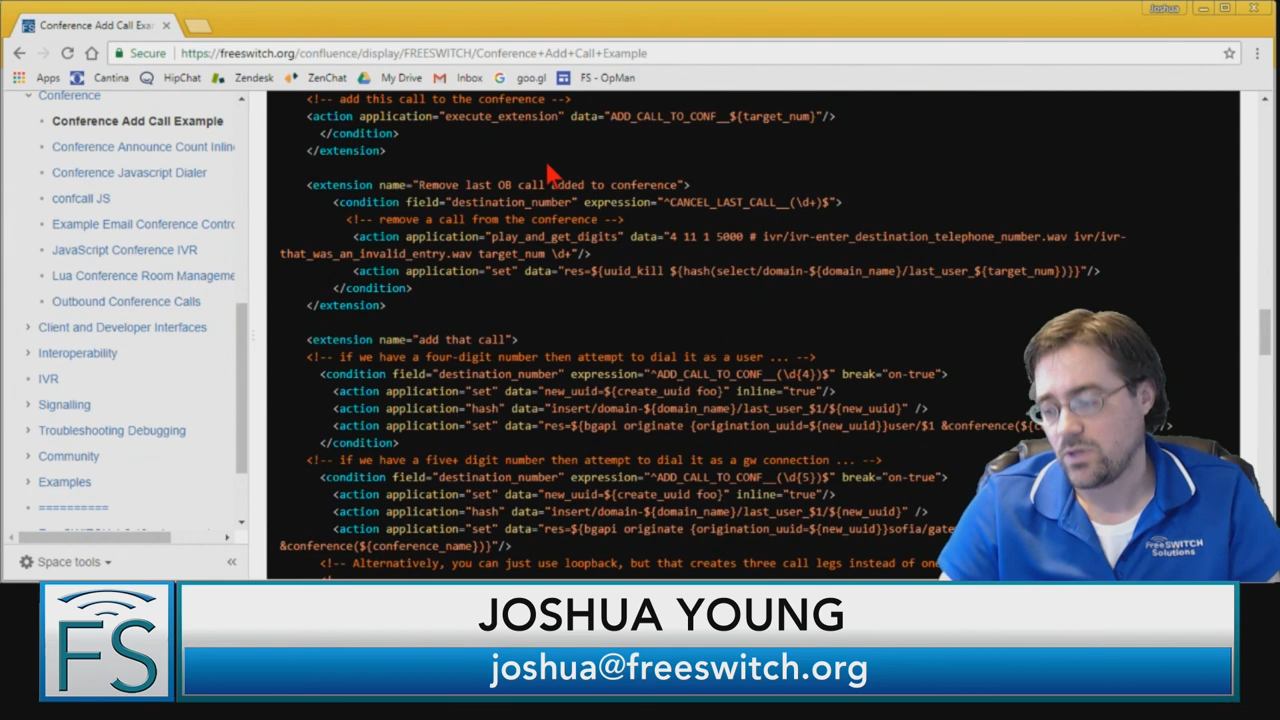 Joshua
Conference Add Call Exar
Secure https://freeswitch.org/confluence/display/FREESWITCH/Conference+Add+Call+Example
Apps Cantina HipChat Zendesk ZenChat My Drive Inbox goo.gl FS - OpMan
Conference
Conference Add Call Example
Conference Announce Count Inlin
Conference Javascript Dialer
confcall JS
Example Email Conference Contro
JavaScript Conference IVR
Lua Conference Room Manageme
Outbound Conference Calls
Client and Developer Interfaces
Interoperability
IVR
Signalling
Troubleshooting Debugging
Community
Examples
==========
Space tools
<!-- add this call to the conference -->
<action application="execute_extension" data="ADD_CALL_TO_CONF__${target_num}"/>
</condition>
</extension>
<extension name="Remove last OB call added to conference">
<condition field="destination_number" expression="^CANCEL_LAST_CALL__(\d+)$">
<!-- remove a call from the conference -->
<action application="play_and_get_digits" data="4 11 1 5000 # ivr/ivr-enter_destination_telephone_number.wav ivr/ivr-
that_was_an_invalid_entry.wav target_num \d+"/>
<action application="set" data="res=${uuid_kill ${hash(select/domain-${domain_name}/last_user_${target_num})}}"/>
</condition>
</extension>
<extension name="add that call">
<!-- if we have a four-digit number then attempt to dial it as a user ... -->
<condition field="destination_number" expression="^ADD_CALL_TO_CONF__(\d{4})$" break="on-true">
<action application="set" data="new_uuid=${create_uuid foo}" inline="true"/>
<action application="hash" data="insert/domain-${domain_name}/last_user_$1/${new_uuid}" />
<action application="set" data="res=${bgapi originate {origination_uuid=${new_uuid}}user/$1 &conference(${
</condition>
<!-- if we have a five+ digit number then attempt to dial it as a gw connection ... -->
<condition field="destination_number" expression="^ADD_CALL_TO_CONF__(\d{5})$" break="on-true">
<action application="set" data="new_uuid=${create_uuid foo}" inline="true"/>
<action application="hash" data="insert/domain-${domain_name}/last_user_$1/${new_uuid}" />
<action application="set" data="res=${bgapi originate {origination_uuid=${new_uuid}}sofia/gate
&conference(${conference_name})}"/>
<!-- Alternatively, you can just use loopback, but that creates three call legs instead of one
FreeSWITCH
Solutions
FS
JOSHUA YOUNG
joshua@freeswitch.org